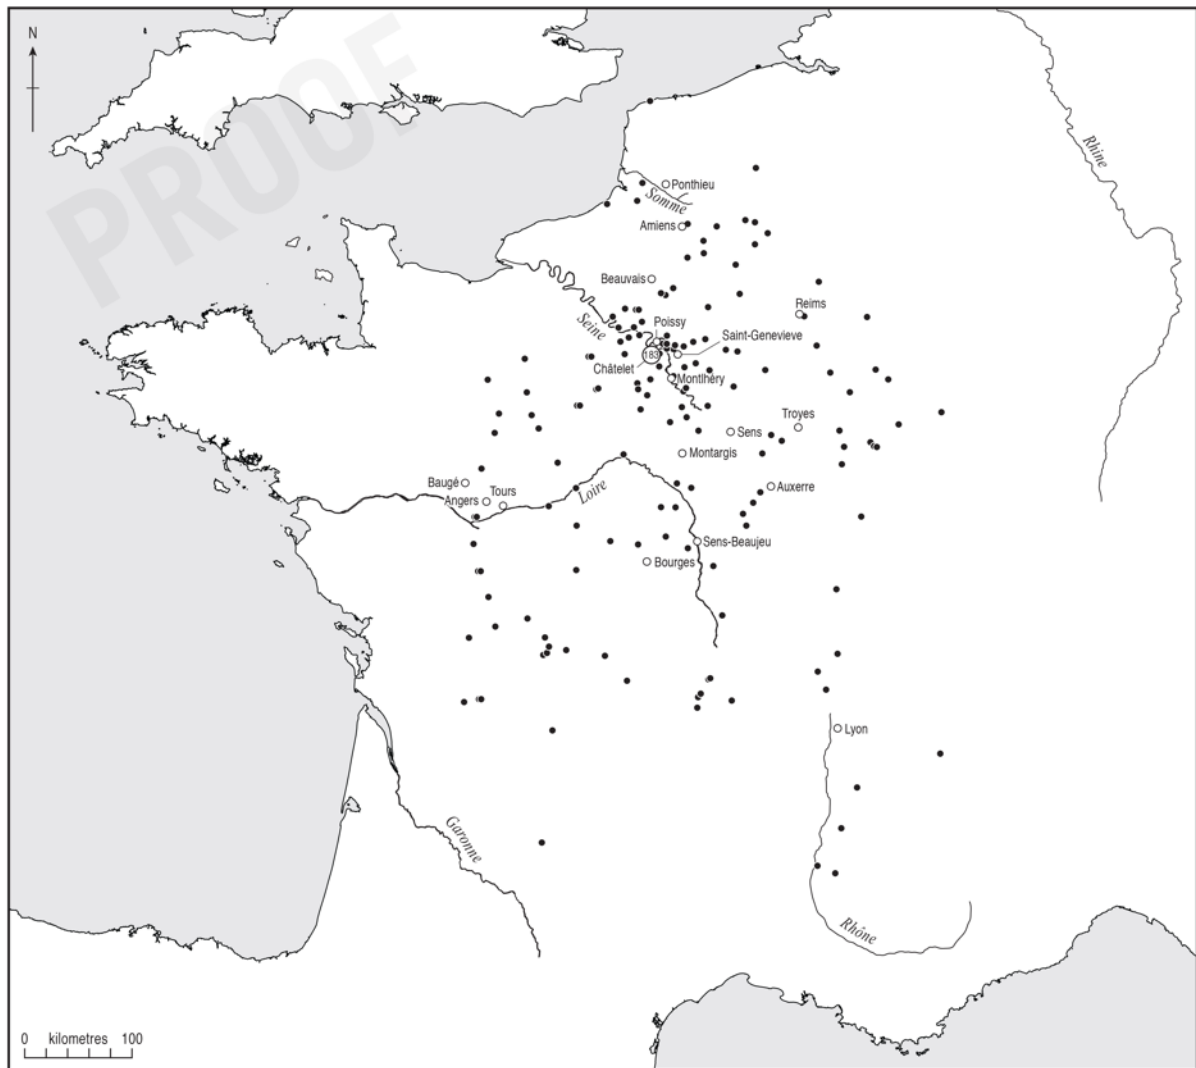 N
PROOF
Rhine
Ponthieu
Somme
Amiens
Beauvais
Reims
Seine
Poissy
Saint-Genevieve
183
Châtelet
Montlhéry
Troyes
Sens
Montargis
Baugé
Tours
Angers
Loire
Auxerre
Sens-Beaujeu
Bourges
Lyon
Garonne
Rhône
0 kilometres 100